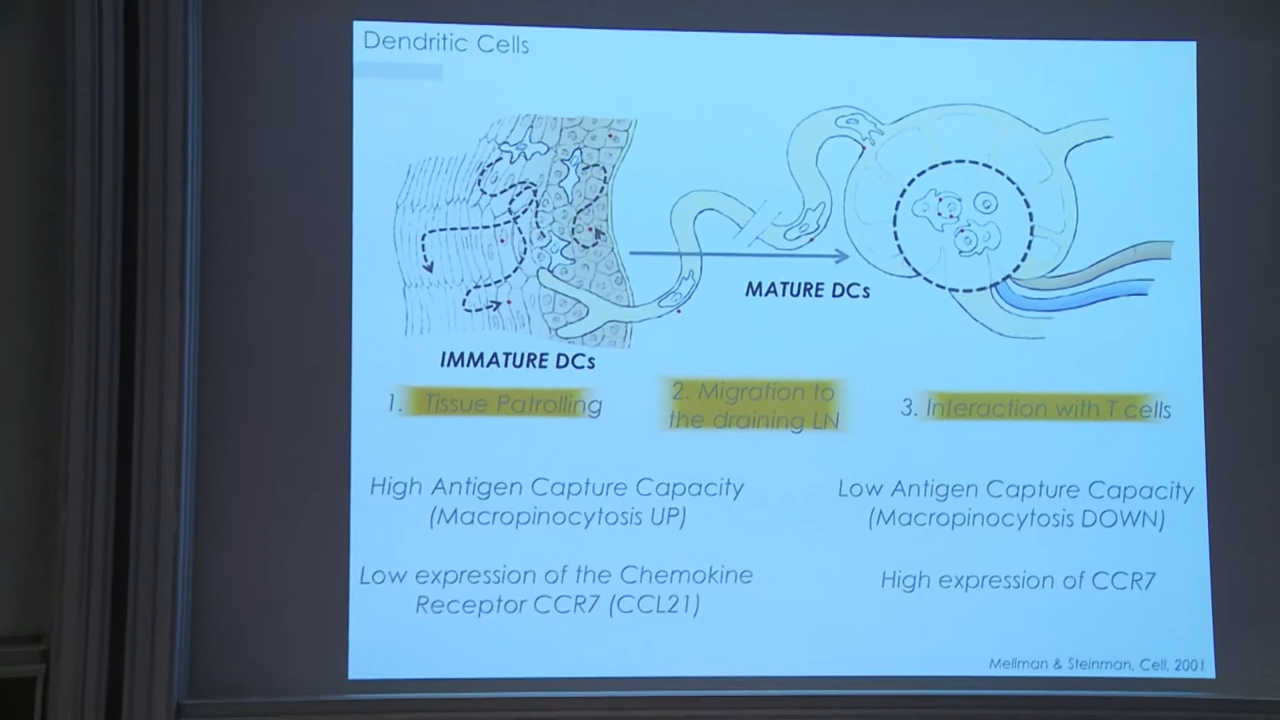 Dendritic Cells
MATURE DCs
IMMATURE DCs
1. Tissue Patrolling
2. Migration to
the draining LN
3. Interaction with T cells
High Antigen Capture Capacity
(Macropinocytosis UP)
Low Antigen Capture Capacity
(Macropinocytosis DOWN)
Low expression of the Chemokine
Receptor CCR7 (CCL21)
High expression of CCR7
Mellman & Steinman, Cell, 2001